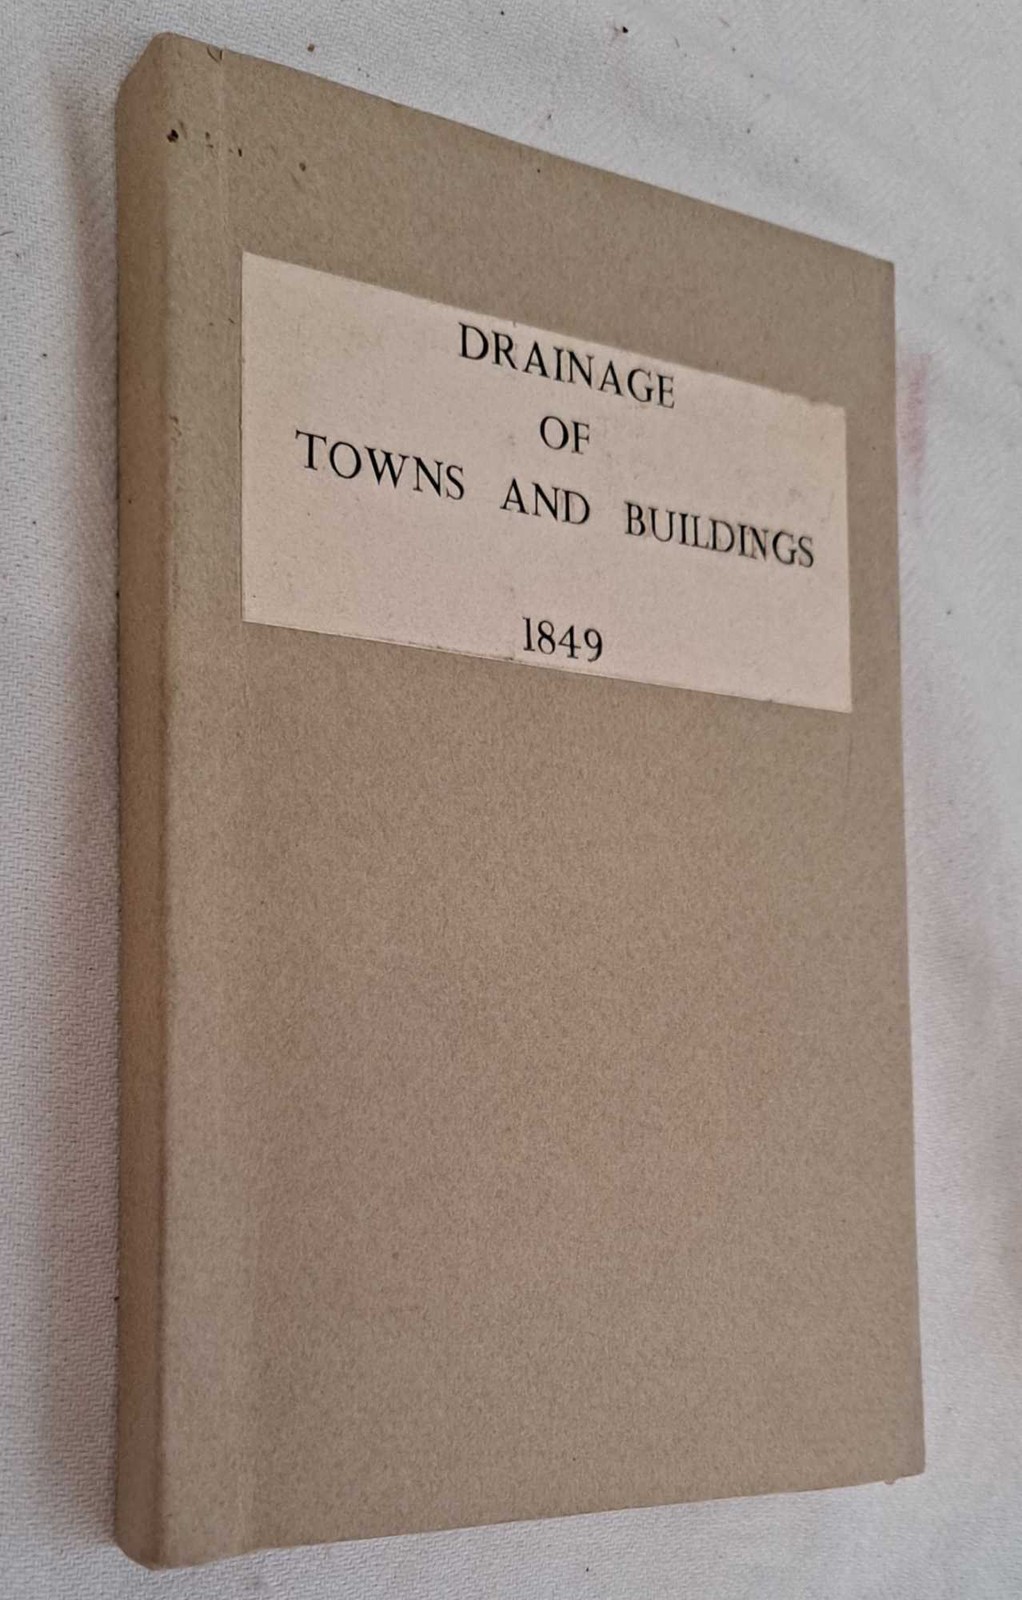 DRAINAGE
OF
TOWNS AND BUILDINGS
1849